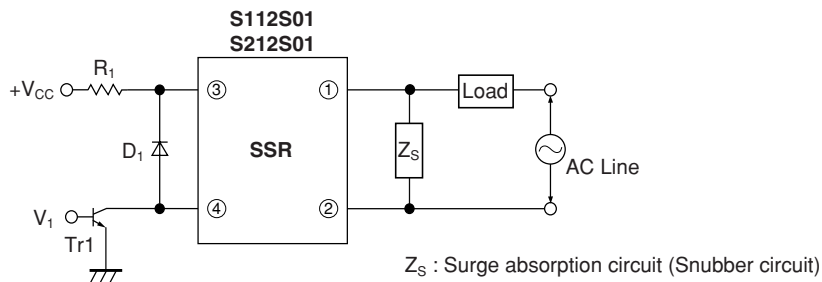 S112S01
S212S01
R1
+VCC
③
①
Load
D1
SSR
ZS
AC Line
V1
④
②
Tr1
ZS : Surge absorption circuit (Snubber circuit)